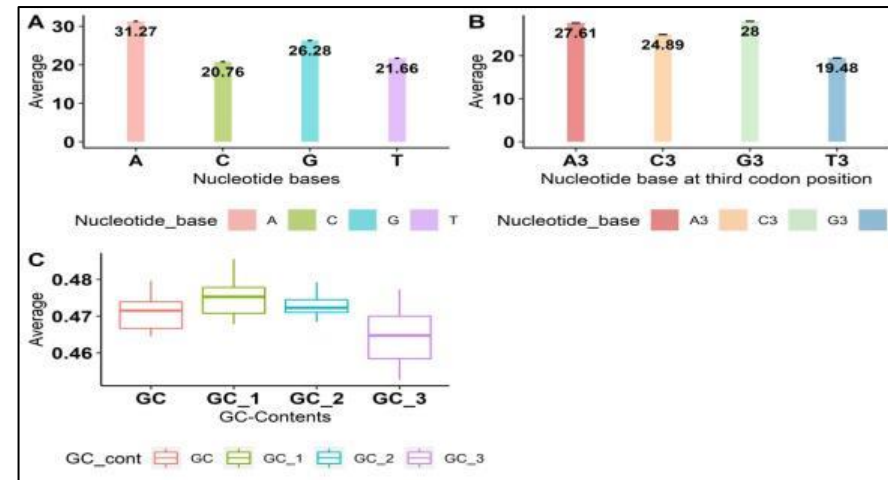 A
Average
30
20
10
0
31.27
20.76
26.28
21.66
A C G T
Nucleotide bases
Nucleotide_base A C G T
B
Average
20
10
0
27.61
24.89
28
19.48
A3 C3 G3 T3
Nucleotide base at third codon position
Nucleotide_base A3 C3 G3
C
Average
0.48
0.47
0.46
GC GC_1 GC_2 GC_3
GC-Contents
GC_cont GC GC_1 GC_2 GC_3